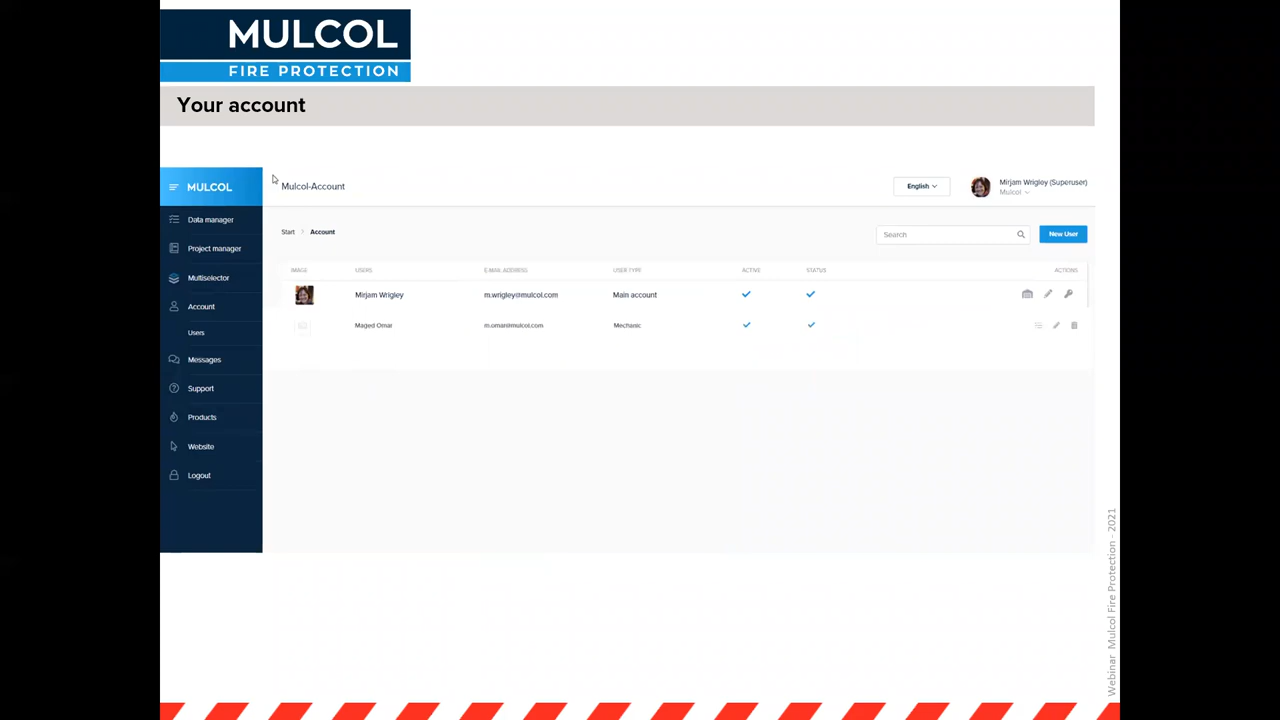 MULCOL
FIRE PROTECTION
Your account
MULCOL
Mulcol-Account
English
Mirjam Wrigley (Superuser)
Mulcol
Data manager
Project manager
Multiselector
Account
Users
Messages
Support
Products
Website
Logout
Start > Account
Search
New User
IMAGE USERS E-MAIL ADDRESS USER TYPE ACTIVE STATUS ACTIONS
Mirjam Wrigley m.wrigley@mulcol.com Main account
Maged Omar m.omar@mulcol.com Mechanic
Webinar Mulcol Fire Protection - 2021